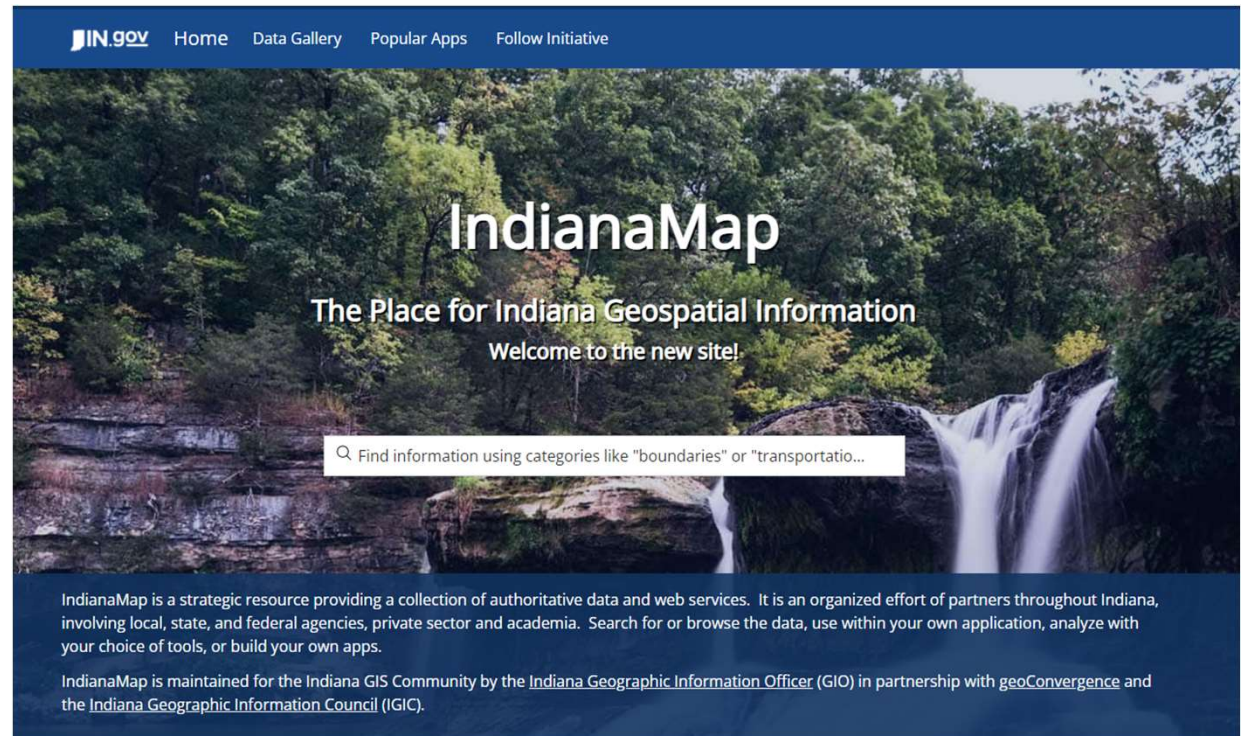 IN.gov Home Data Gallery Popular Apps Follow Initiative
IndianaMap
The Place for Indiana Geospatial Information
Welcome to the new site!
Find information using categories like "boundaries" or "transportatio...
IndianaMap is a strategic resource providing a collection of authoritative data and web services.  It is an organized effort of partners throughout Indiana,
involving local, state, and federal agencies, private sector and academia.  Search for or browse the data, use within your own application, analyze with
your choice of tools, or build your own apps.
IndianaMap is maintained for the Indiana GIS Community by the Indiana Geographic Information Officer (GIO) in partnership with geoConvergence and
the Indiana Geographic Information Council (IGIC).